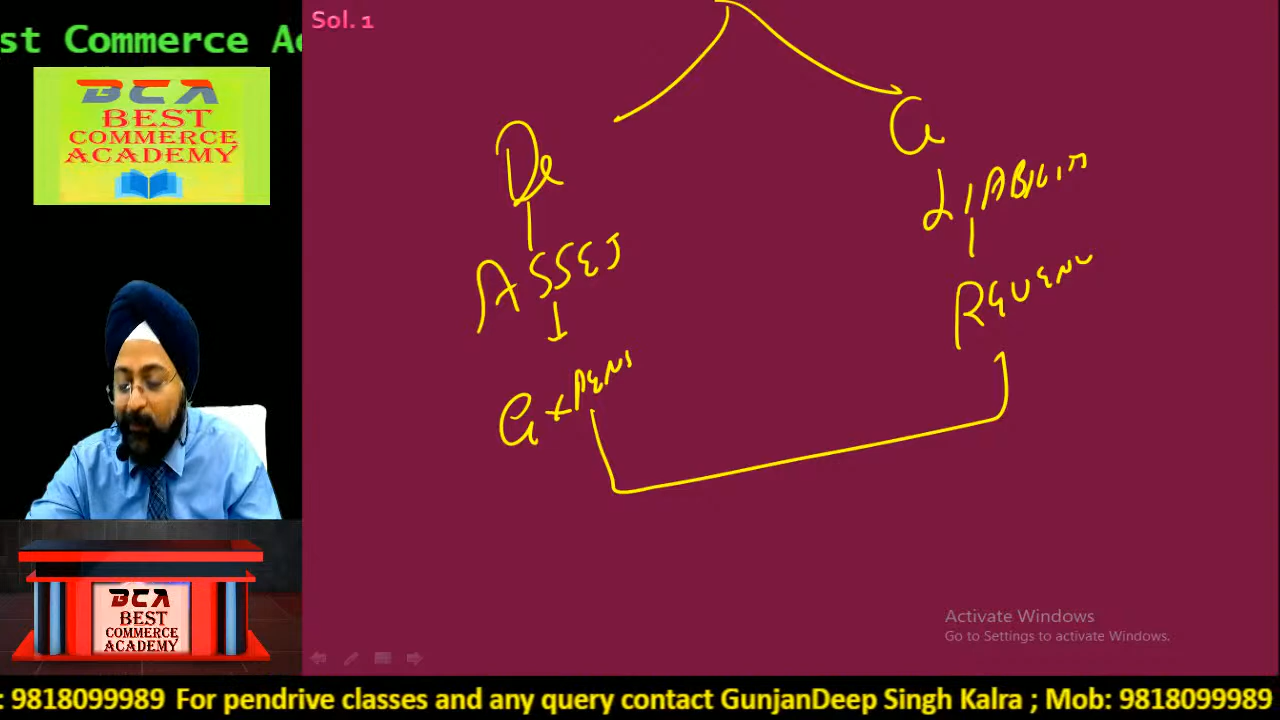 st Commerce Ac
Sol. 1
BCA
BEST
COMMERCE
ACADEMY
De
Cr
ASSET
LIABILIT
EXPENS
REVENU
BCA
BEST
COMMERCE
ACADEMY
Activate Windows
Go to Settings to activate Windows.
: 9818099989 For pendrive classes and any query contact GunjanDeep Singh Kalra ; Mob: 9818099989